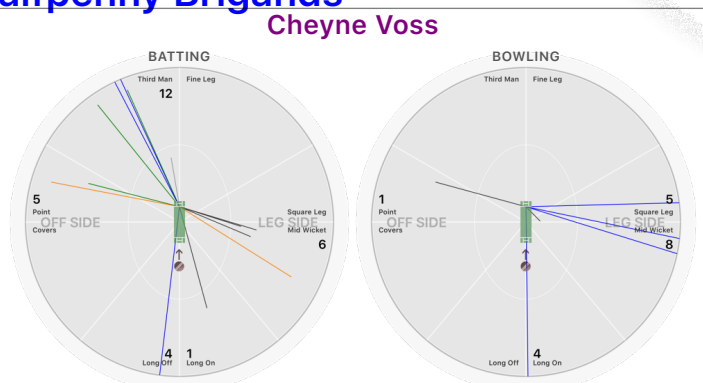 Cheyne Voss
BATTING
Third Man
Fine Leg
12
5
Point
OFF SIDE
Covers
LEG SIDE
Square Leg
Mid Wicket
6
4
1
Long Off
Long On
BOWLING
Third Man
Fine Leg
1
Point
OFF SIDE
Covers
5
Square Leg
LEG SIDE
Mid Wicket
8
4
Long Off
Long On